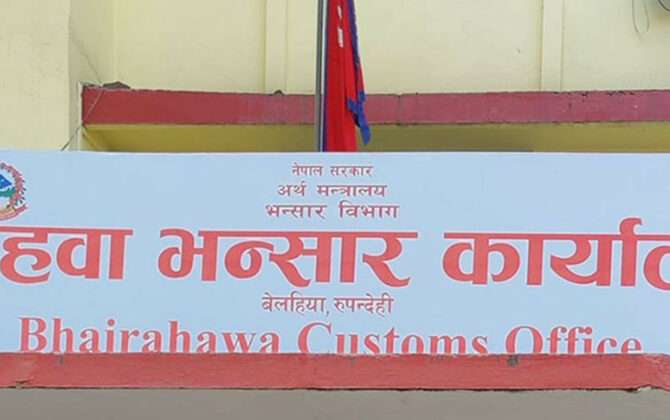 नेपाल सरकार
अर्थ मन्त्रालय
भन्सार विभाग
हवा भन्सार कार्या
बेलहिया, रुपन्देही
Bhairahawa Customs Office